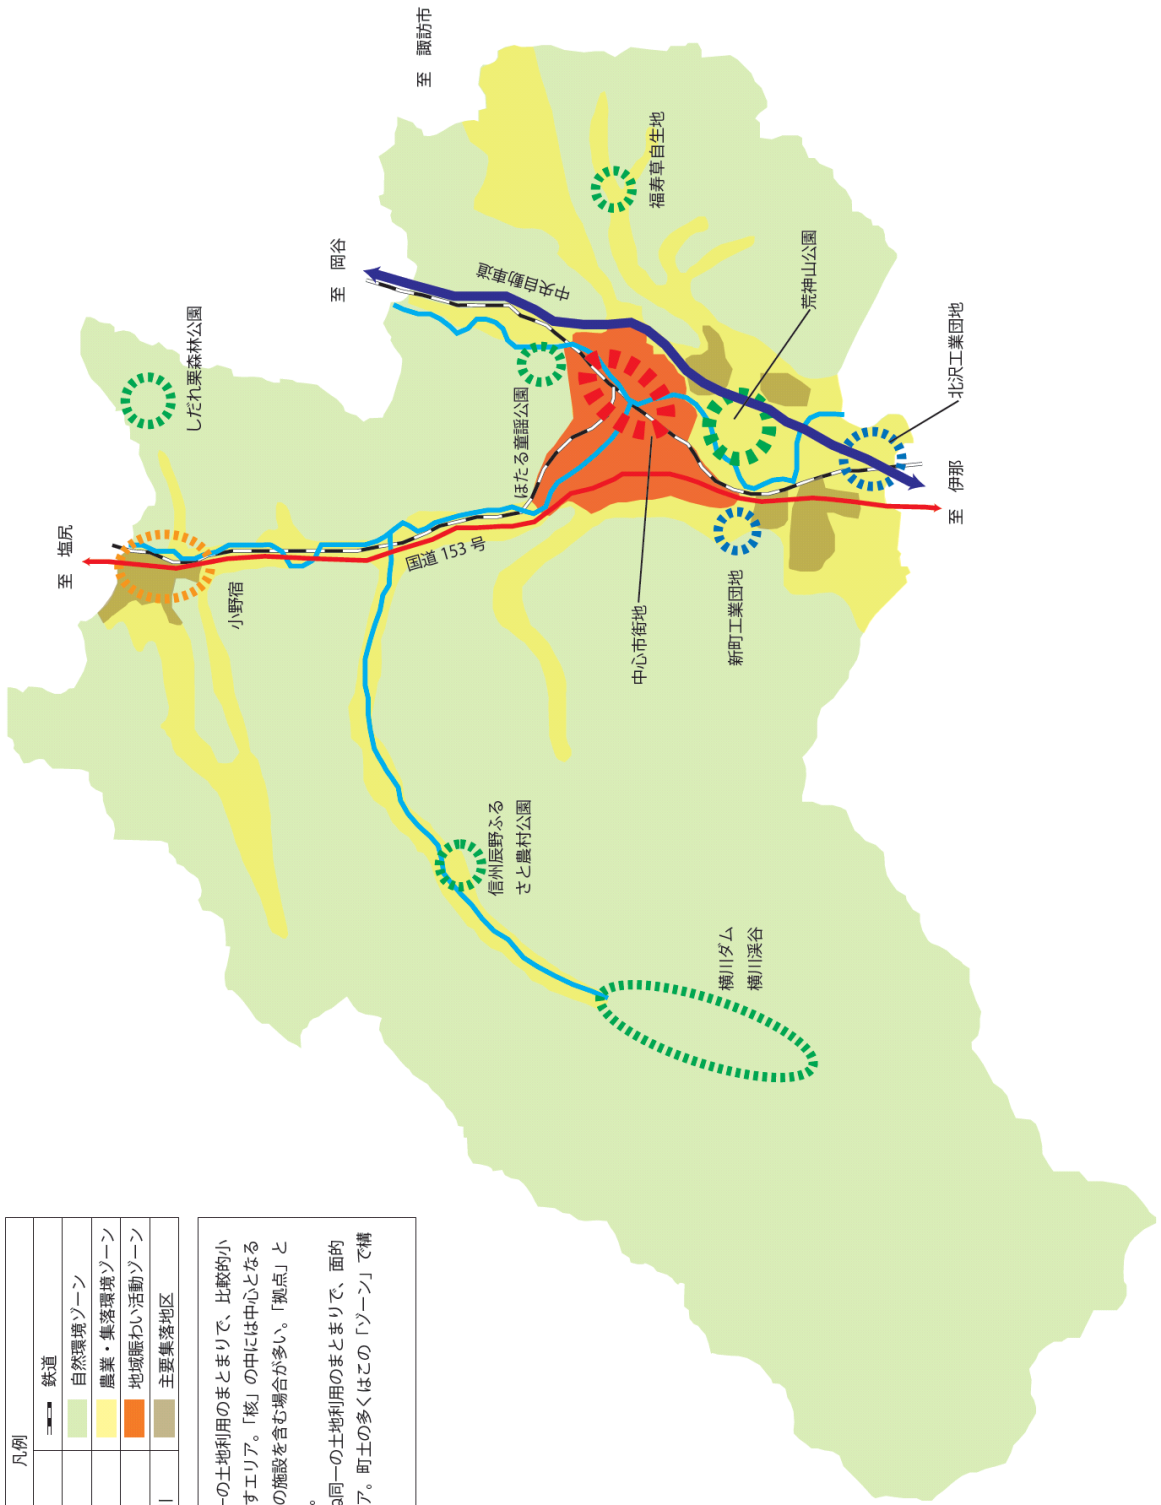 凡例
鉄道
自然環境ゾーン
農業・集落環境ゾーン
地域賑わい活動ゾーン
主要集落地区
一の土地利用のまとまりで、比較的小
すエリア。「核」の中には中心となる
の施設を含む場合が多い。「拠点」と
。
同一の土地利用のまとまりで、面的
ア。町土の多くはこの「ゾーン」で構
至 塩尻
小野宿
しだれ栗森林公園
至 岡谷
至 諏訪市
中央自動車道
福寿草自生地
ほたる童謡公園
国道 153 号
荒神山公園
北沢工業団地
至 伊那
新町工業団地
中心市街地
信州辰野ふる
さと農村公園
横川ダム
横川渓谷